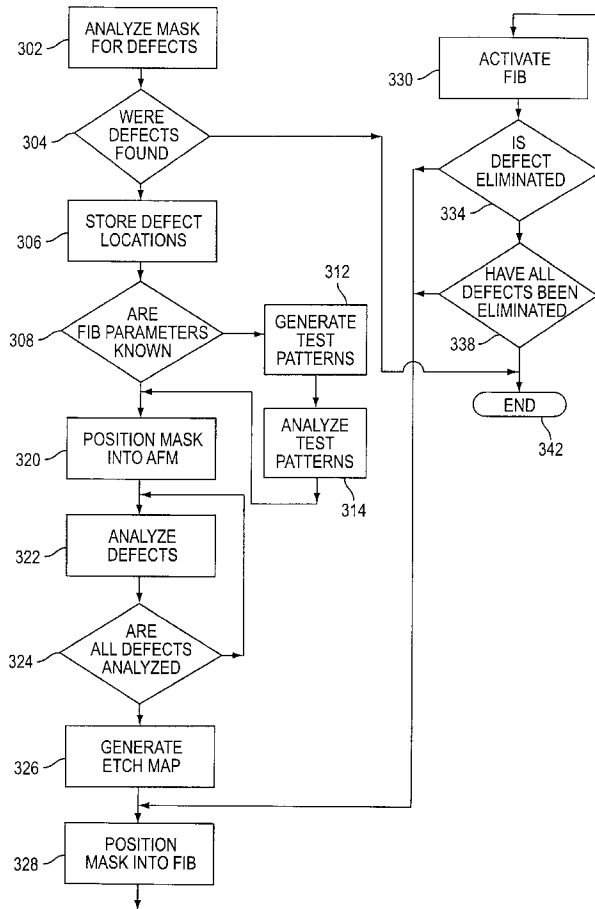 302
ANALYZE MASK
FOR DEFECTS
304
WERE
DEFECTS
FOUND
306
STORE DEFECT
LOCATIONS
308
ARE
FIB PARAMETERS
KNOWN
312
GENERATE
TEST
PATTERNS
ANALYZE
TEST
PATTERNS
314
320
POSITION MASK
INTO AFM
322
ANALYZE
DEFECTS
324
ARE
ALL DEFECTS
ANALYZED
326
GENERATE
ETCH MAP
328
POSITION
MASK INTO FIB
330
ACTIVATE
FIB
IS
DEFECT
ELIMINATED
334
HAVE ALL
DEFECTS BEEN
ELIMINATED
338
END
342